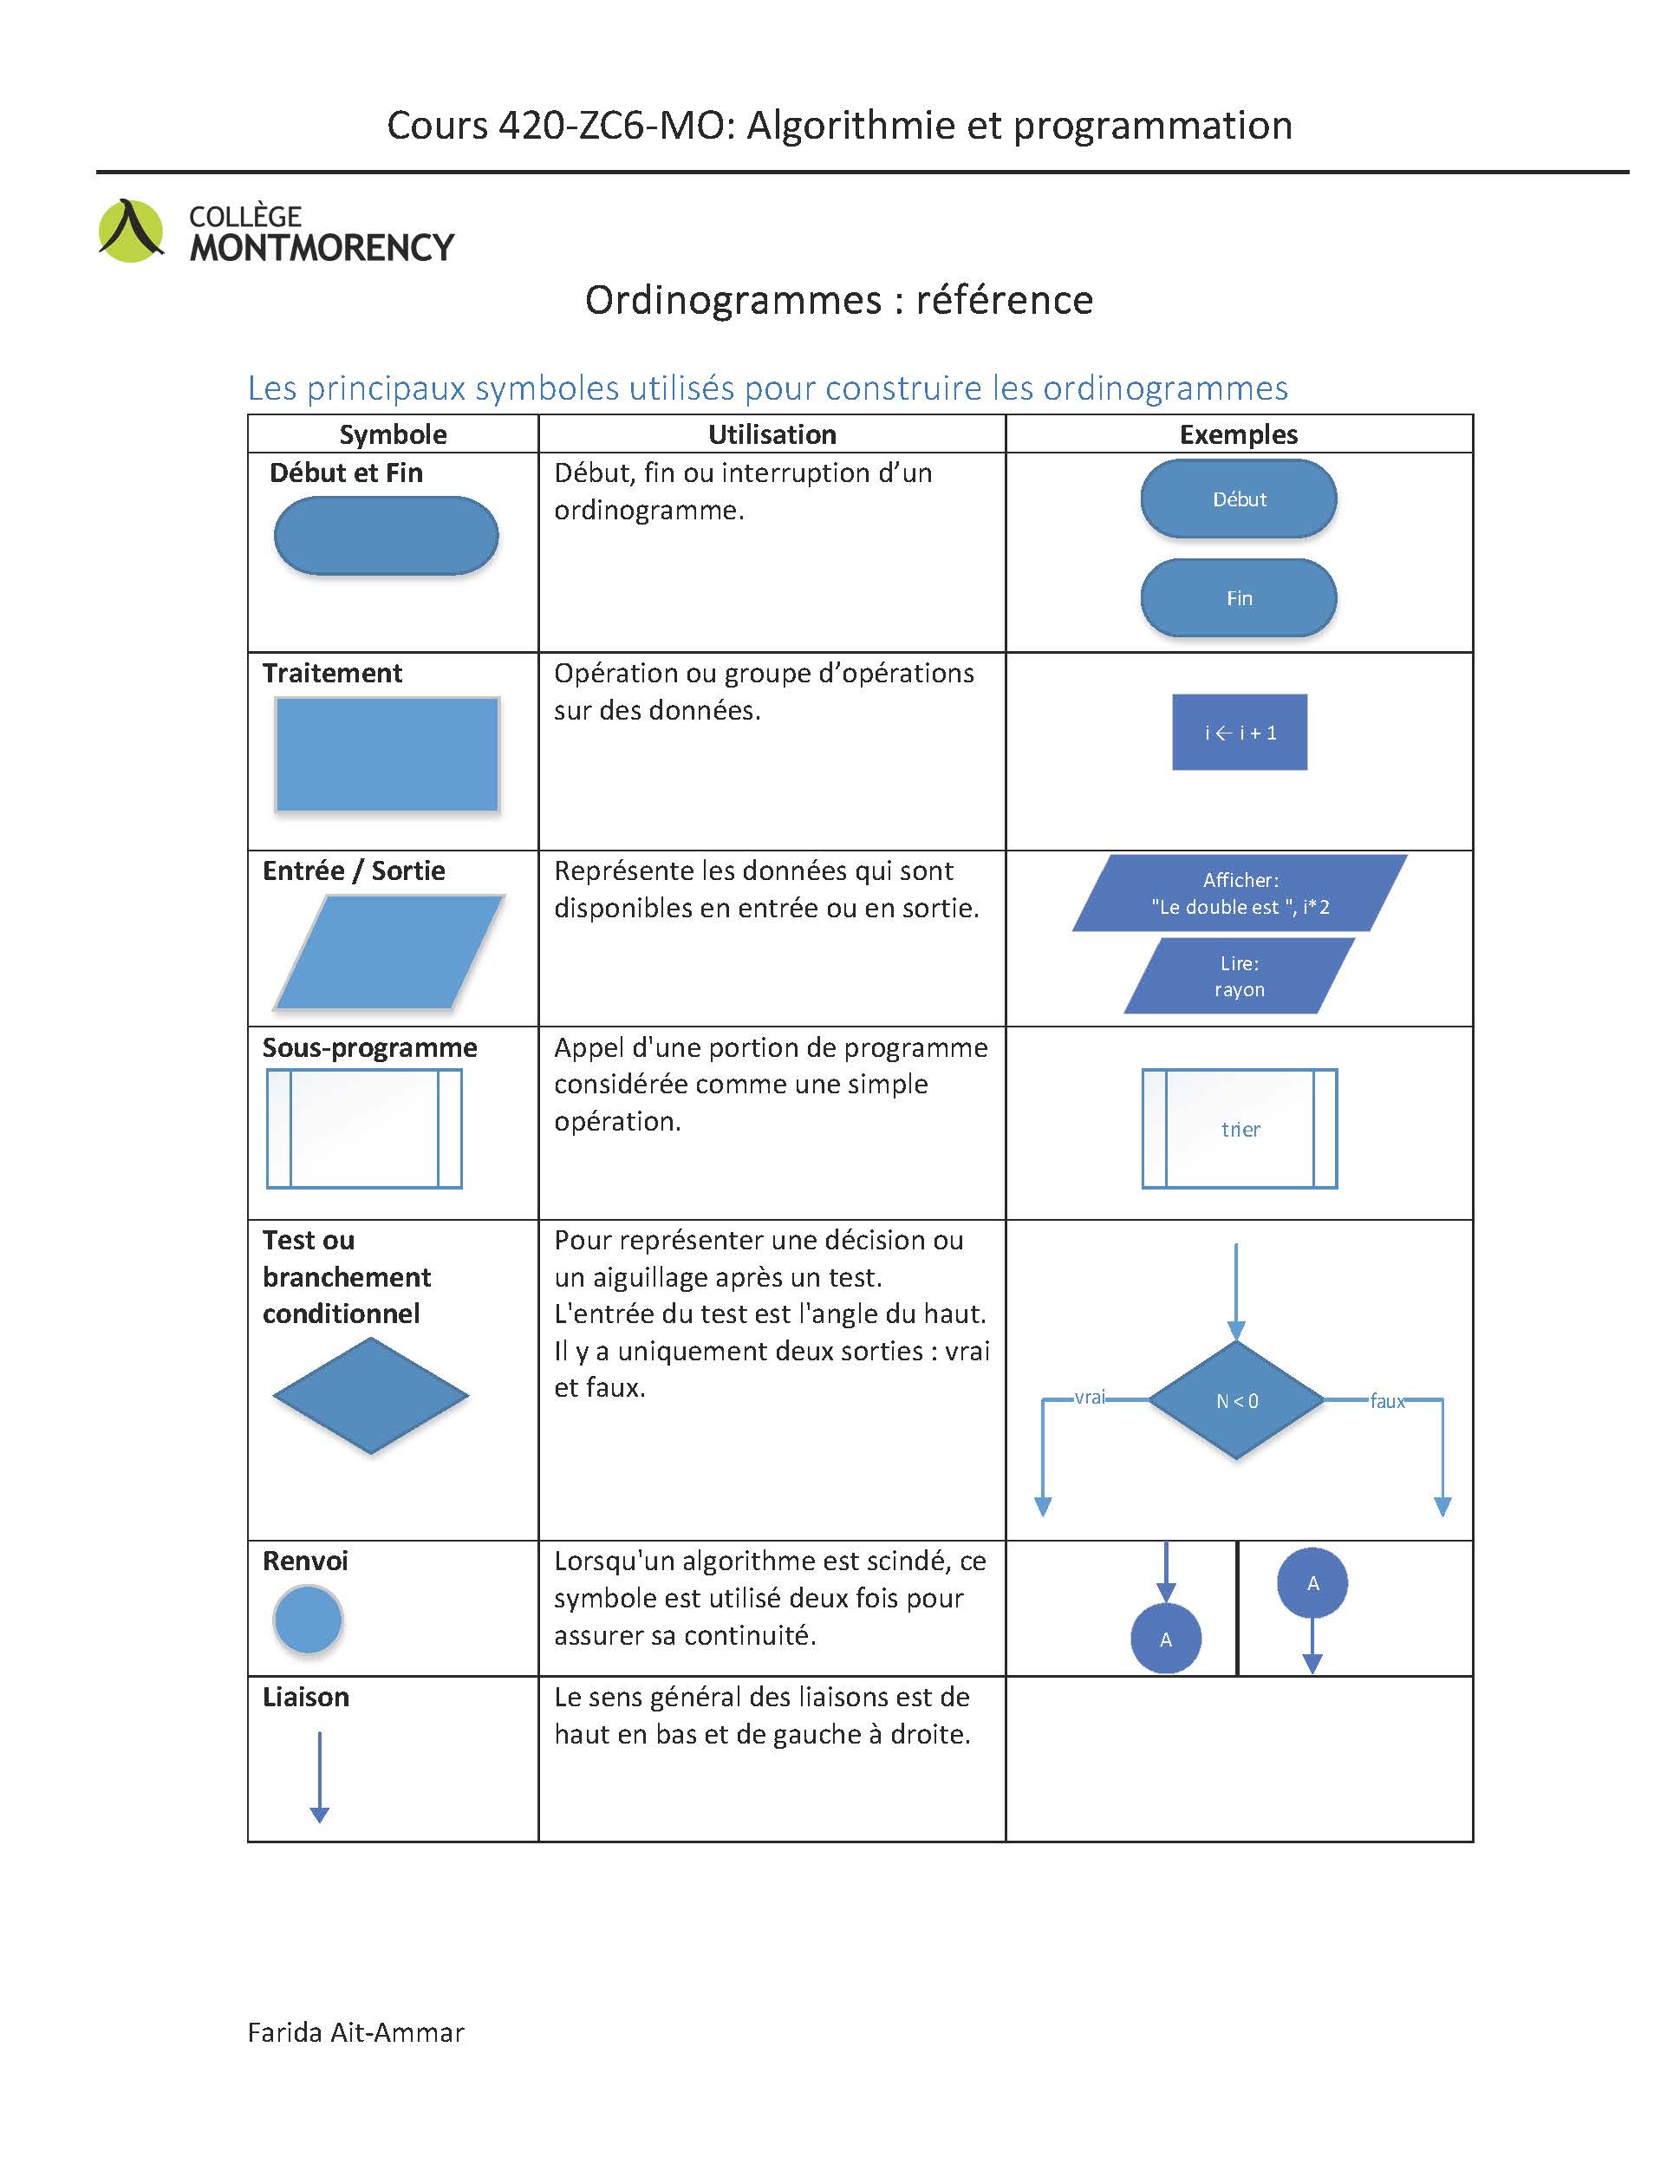 Cours 420-ZC6-MO: Algorithmie et programmation
COLLÈGE
MONTMORENCY
Ordinogrammes : référence
Les principaux symboles utilisés pour construire les ordinogrammes
Symbole
Utilisation
Exemples
Début et Fin
Début, fin ou interruption d’un
ordinogramme.
Début
Fin
Traitement
Opération ou groupe d’opérations
sur des données.
i ← i + 1
Entrée / Sortie
Représente les données qui sont
disponibles en entrée ou en sortie.
Afficher:
"Le double est ", i*2
Lire:
rayon
Sous-programme
Appel d'une portion de programme
considérée comme une simple
opération.
trier
Test ou
branchement
conditionnel
Pour représenter une décision ou
un aiguillage après un test.
L'entrée du test est l'angle du haut.
Il y a uniquement deux sorties : vrai
et faux.
vrai
N < 0
faux
Renvoi
Lorsqu'un algorithme est scindé, ce
symbole est utilisé deux fois pour
assurer sa continuité.
A
A
Liaison
Le sens général des liaisons est de
haut en bas et de gauche à droite.
Farida Ait-Ammar